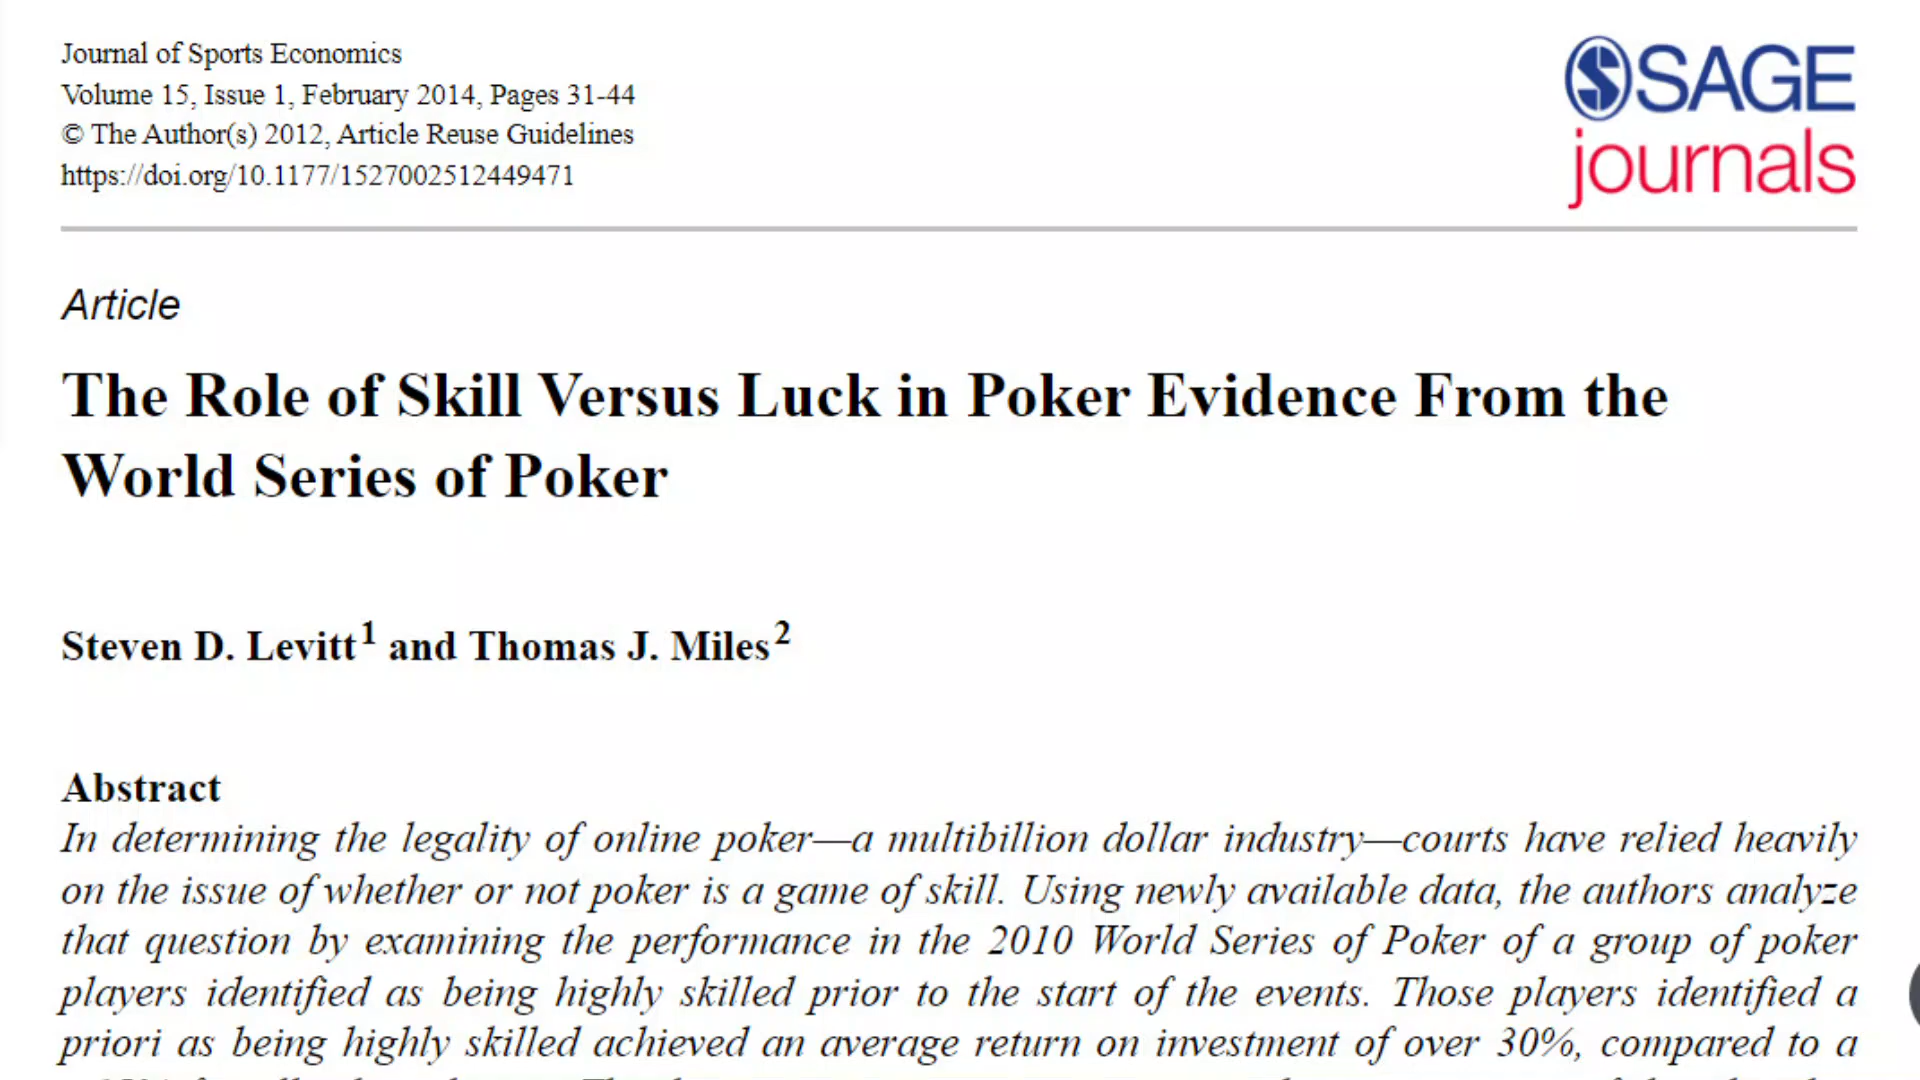 Journal of Sports Economics
Volume 15, Issue 1, February 2014, Pages 31-44
© The Author(s) 2012, Article Reuse Guidelines
https://doi.org/10.1177/1527002512449471
SAGE
journals
Article
The Role of Skill Versus Luck in Poker Evidence From the
World Series of Poker
Steven D. Levitt1 and Thomas J. Miles2
Abstract
In determining the legality of online poker—a multibillion dollar industry—courts have relied heavily
on the issue of whether or not poker is a game of skill. Using newly available data, the authors analyze
that question by examining the performance in the 2010 World Series of Poker of a group of poker
players identified as being highly skilled prior to the start of the events. Those players identified a
priori as being highly skilled achieved an average return on investment of over 30%, compared to a